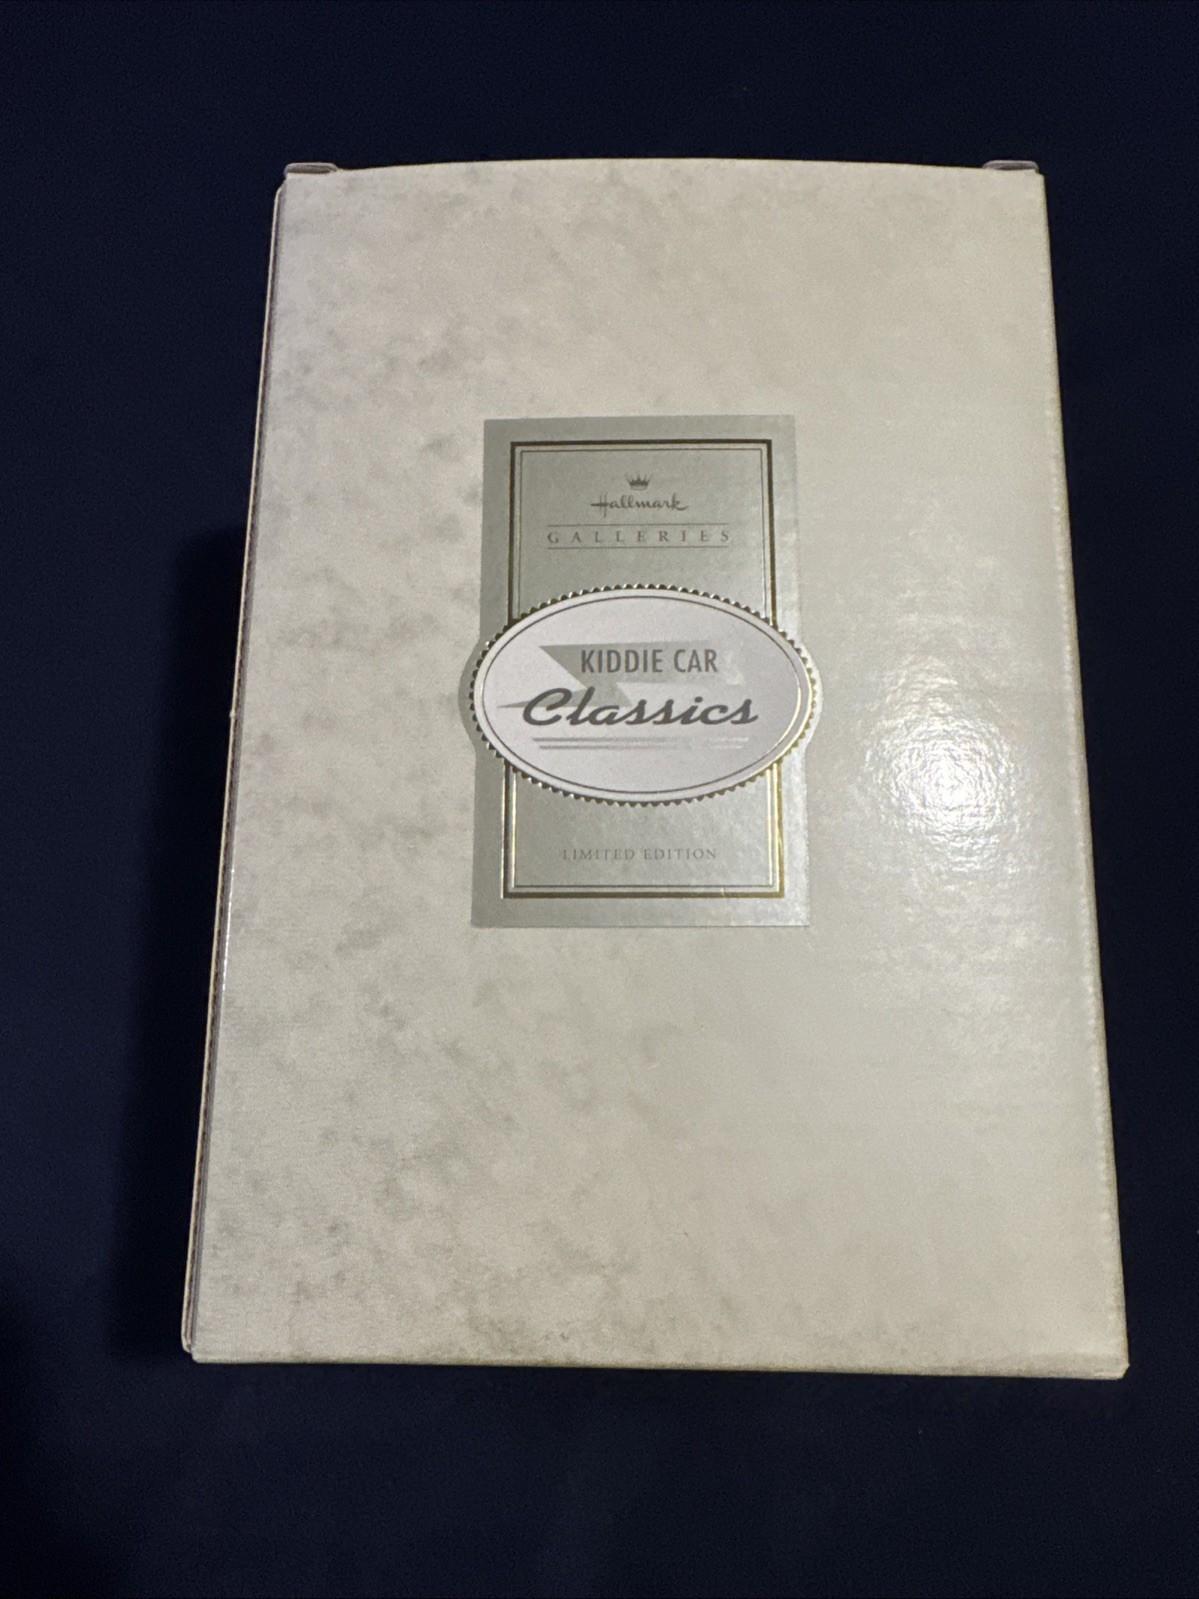 Hallmark
GALLERIES
KIDDIE CAR
Classics
LIMITED EDITION